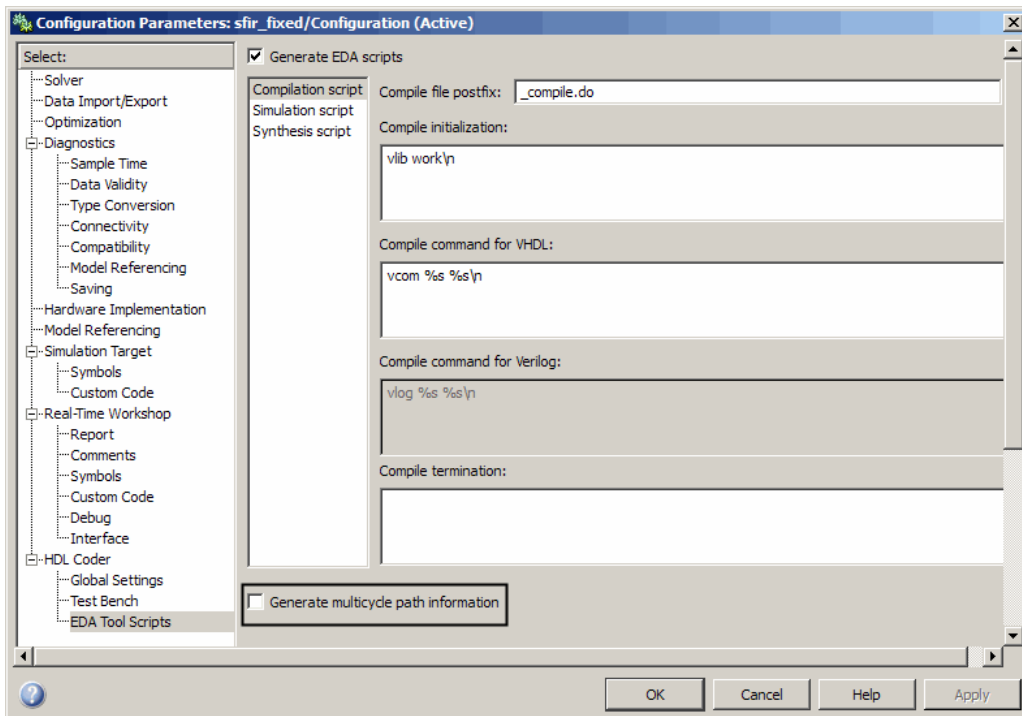 Configuration Parameters: sfir_fixed/Configuration (Active)
Select:
Solver
Data Import/Export
Optimization
Diagnostics
Sample Time
Data Validity
Type Conversion
Connectivity
Compatibility
Model Referencing
Saving
Hardware Implementation
Model Referencing
Simulation Target
Symbols
Custom Code
Real-Time Workshop
Report
Comments
Symbols
Custom Code
Debug
Interface
HDL Coder
Global Settings
Test Bench
EDA Tool Scripts
Generate EDA scripts
Compilation script
Simulation script
Synthesis script
Compile file postfix: _compile.do
Compile initialization:
vlib work\n
Compile command for VHDL:
vcom %s %s\n
Compile command for Verilog:
vlog %s %s\n
Compile termination:
Generate multicycle path information
OK Cancel Help Apply